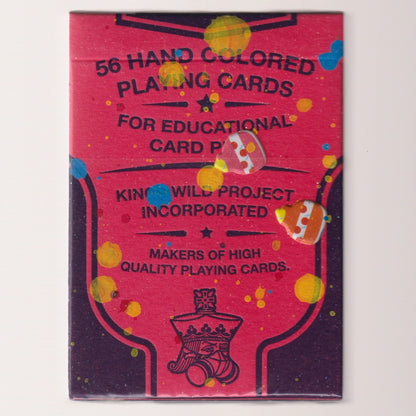 56 HAND COLORED
PLAYING CARDS
FOR EDUCATIONAL
CARD
KINGS WILD PROJECT
INCORPORATED
MAKERS OF HIGH
QUALITY PLAYING CARDS.